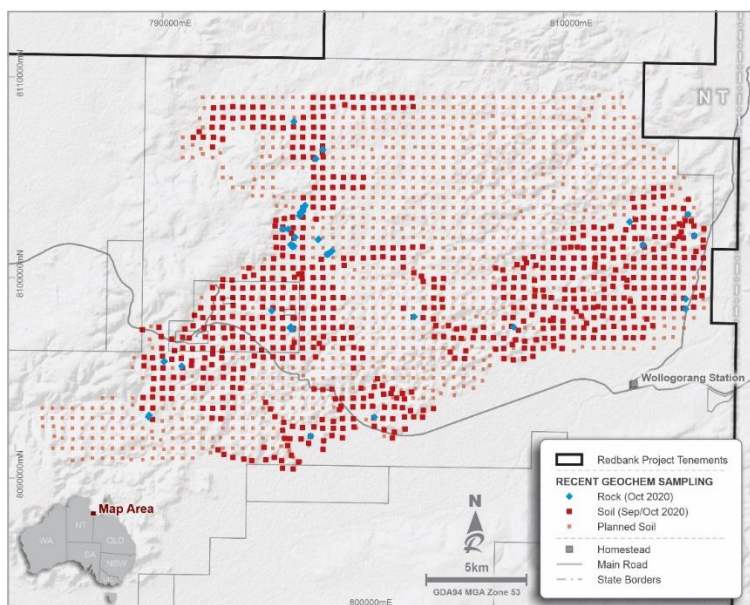 790000mE
810000mE
8110000mN
NT
8100000mN
Wollogorang Station
8090000mN
Redbank Project Tenements
RECENT GEOCHEM SAMPLING
Rock (Oct 2020)
Soil (Sep/Oct 2020)
Planned Soil
Homestead
Main Road
State Borders
Map Area
NT
QLD
WA
SA
NSW
N
5km
GDA94 MGA Zone 53
800000mE